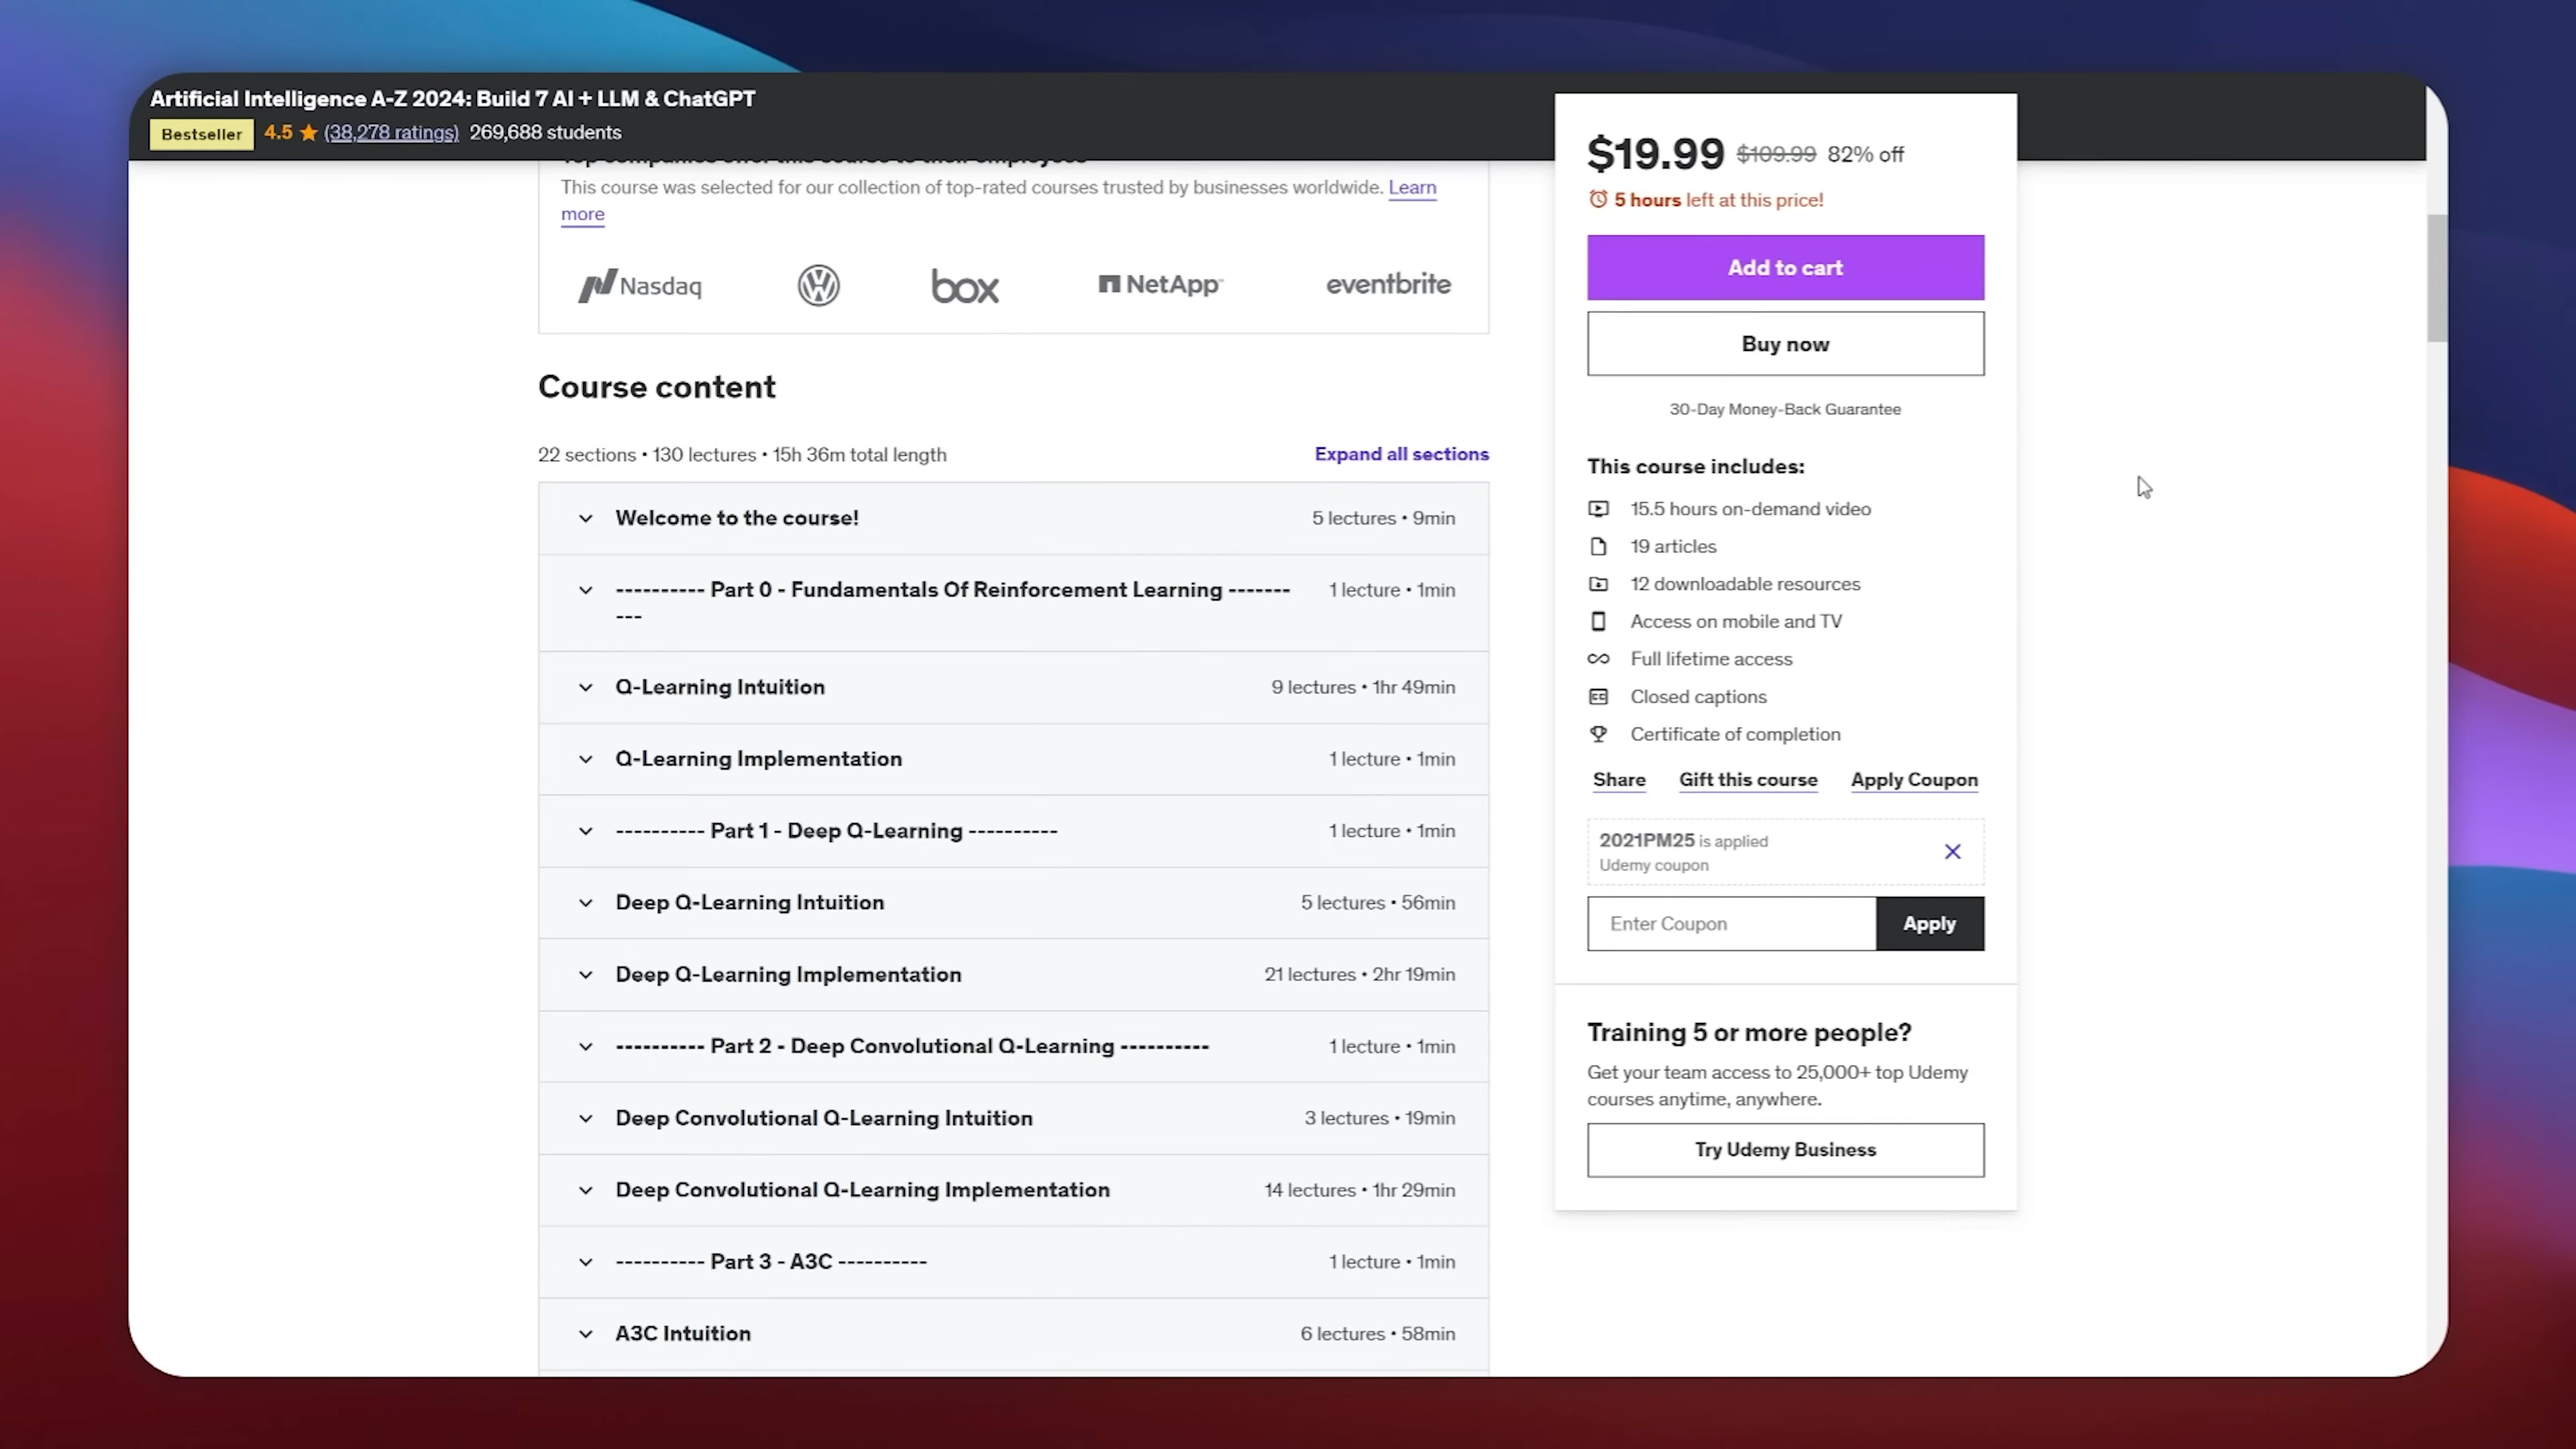 Artificial Intelligence A-Z 2024: Build 7 AI + LLM & ChatGPT
Bestseller 4.5 (38,278 ratings) 269,688 students
Top companies offer this course to their employees
This course was selected for our collection of top-rated courses trusted by businesses worldwide. Learn
more
Nasdaq box NetApp eventbrite
Course content
22 sections • 130 lectures • 15h 36m total length Expand all sections
Welcome to the course! 5 lectures • 9min
---------- Part 0 - Fundamentals Of Reinforcement Learning ------- 1 lecture • 1min
---
Q-Learning Intuition 9 lectures • 1hr 49min
Q-Learning Implementation 1 lecture • 1min
---------- Part 1 - Deep Q-Learning ---------- 1 lecture • 1min
Deep Q-Learning Intuition 5 lectures • 56min
Deep Q-Learning Implementation 21 lectures • 2hr 19min
---------- Part 2 - Deep Convolutional Q-Learning ---------- 1 lecture • 1min
Deep Convolutional Q-Learning Intuition 3 lectures • 19min
Deep Convolutional Q-Learning Implementation 14 lectures • 1hr 29min
---------- Part 3 - A3C ---------- 1 lecture • 1min
A3C Intuition 6 lectures • 58min
$19.99 $109.99 82% off
5 hours left at this price!
Add to cart
Buy now
30-Day Money-Back Guarantee
This course includes:
15.5 hours on-demand video
19 articles
12 downloadable resources
Access on mobile and TV
Full lifetime access
Closed captions
Certificate of completion
Share Gift this course Apply Coupon
2021PM25 is applied
Udemy coupon
Enter Coupon Apply
Training 5 or more people?
Get your team access to 25,000+ top Udemy
courses anytime, anywhere.
Try Udemy Business